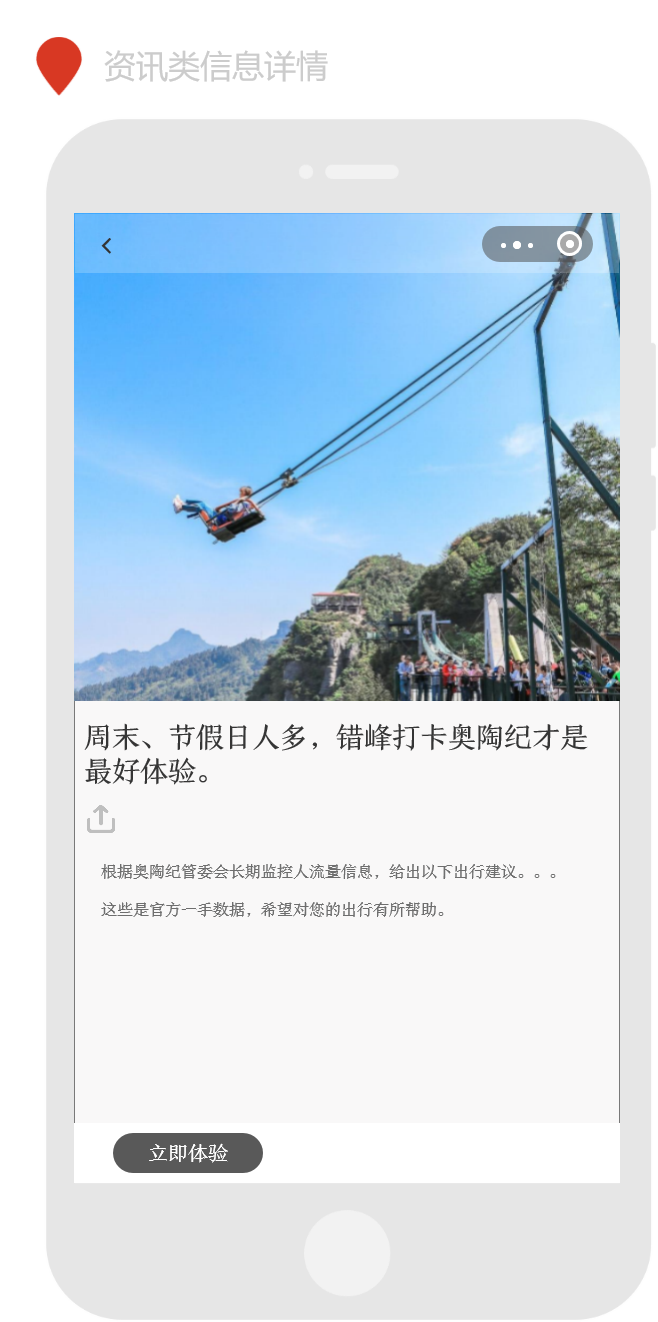 资讯类信息详情
周末、节假日人多，错峰打卡奥陶纪才是
最好体验。
根据奥陶纪管委会长期监控人流量信息，给出以下出行建议。。。
这些是官方一手数据，希望对您的出行有所帮助。
立即体验